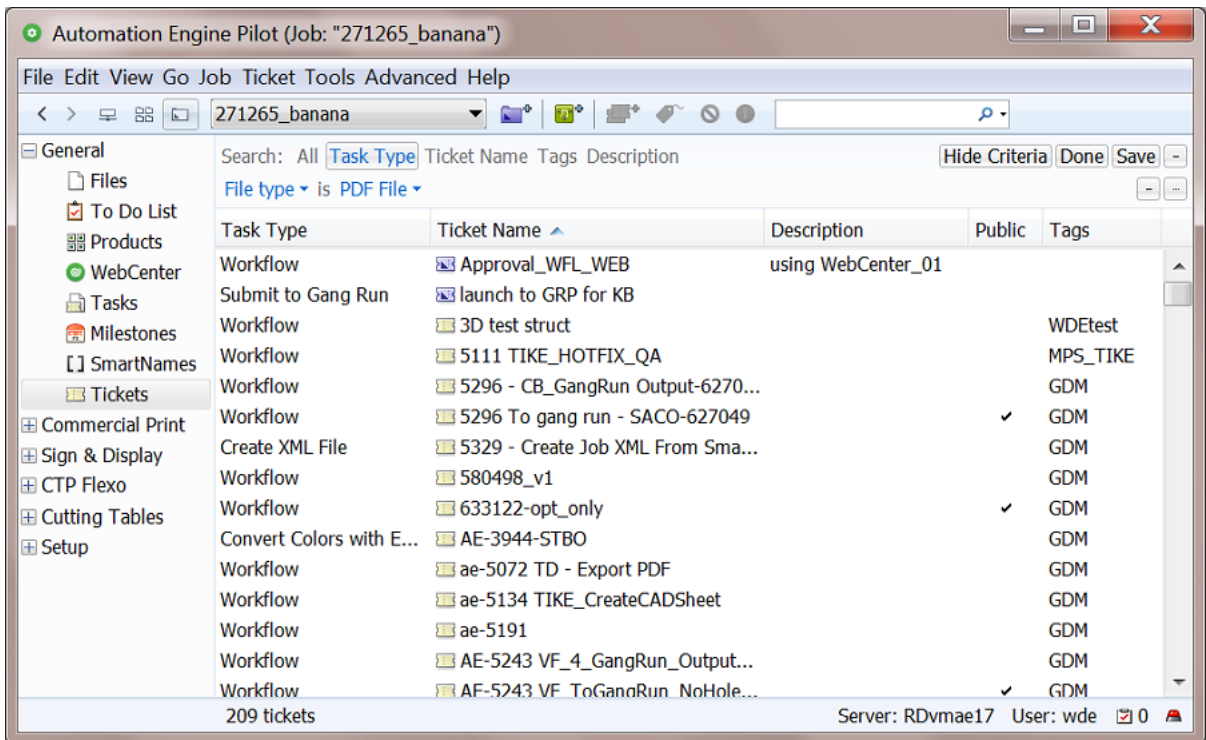 Automation Engine Pilot (Job: "271265_banana")
File Edit View Go Job Ticket Tools Advanced Help
271265_banana
General
Files
To Do List
Products
WebCenter
Tasks
Milestones
SmartNames
Tickets
Commercial Print
Sign & Display
CTP Flexo
Cutting Tables
Setup
Search: All Task Type Ticket Name Tags Description Hide Criteria Done Save -
File type is PDF File - ...
Task Type Ticket Name Description Public Tags
Workflow Approval_WFL_WEB using WebCenter_01
Submit to Gang Run launch to GRP for KB
Workflow 3D test struct WDEtest
Workflow 5111 TIKE_HOTFIX_QA MPS_TIKE
Workflow 5296 - CB_GangRun Output-6270... GDM
Workflow 5296 To gang run - SACO-627049 ✔ GDM
Create XML File 5329 - Create Job XML From Sma... GDM
Workflow 580498_v1 GDM
Workflow 633122-opt_only ✔ GDM
Convert Colors with E... AE-3944-STBO GDM
Workflow ae-5072 TD - Export PDF GDM
Workflow ae-5134 TIKE_CreateCADSheet GDM
Workflow ae-5191 GDM
Workflow AE-5243 VF_4_GangRun_Output... GDM
Workflow AE-5243 VF_ToGangRun_NoHole... ✔ GDM
209 tickets Server: RDvmae17 User: wde 0